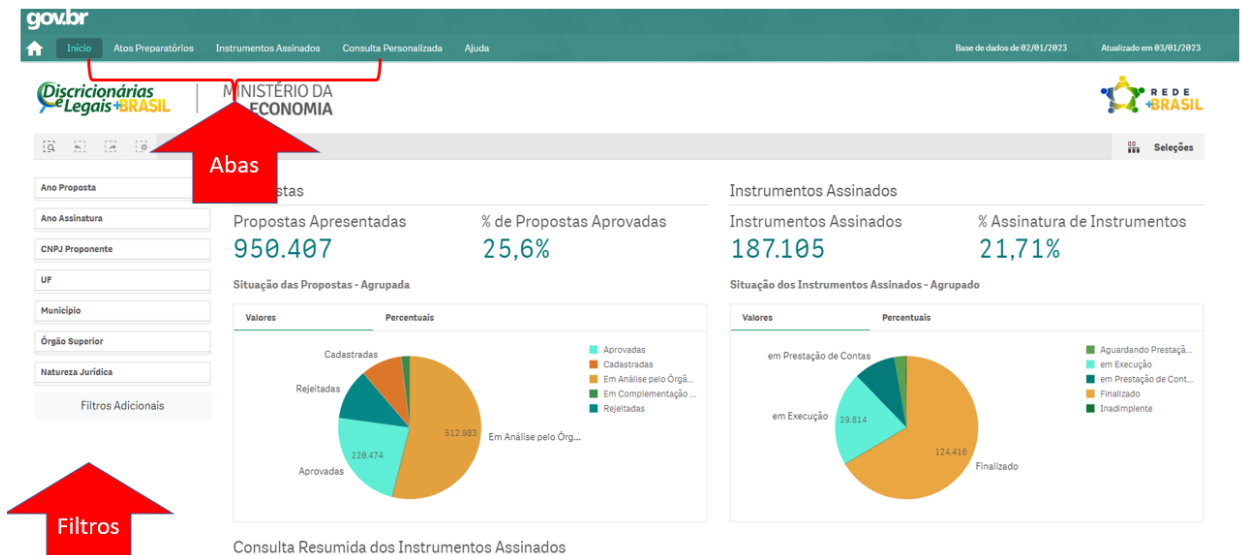 gov.br
Início Atos Preparatórios Instrumentos Assinados Consulta Personalizada Ajuda Base de dados de 02/01/2023 Atualizado em 03/01/2023
Discricionárias
e Legais +BRASIL
MINISTÉRIO DA
ECONOMIA
REDE
+BRASIL
Abas
Seleções
Ano Proposta
Ano Assinatura
CNPJ Proponente
UF
Município
Órgão Superior
Natureza Jurídica
Filtros Adicionais
Filtros
stas
Propostas Apresentadas % de Propostas Aprovadas
950.407 25,6%
Situação das Propostas - Agrupada
Valores Percentuais
Cadastradas
Rejeitadas
512.983
Em Análise pelo Órg...
220.474
Aprovadas
Aprovadas
Cadastradas
Em Análise pelo Órgã...
Em Complementação ...
Rejeitadas
Instrumentos Assinados
Instrumentos Assinados % Assinatura de Instrumentos
187.105 21,71%
Situação dos Instrumentos Assinados - Agrupado
Valores Percentuais
em Prestação de Contas
em Execução
39.814
124.410
Finalizado
Aguardando Prestaçã...
em Execução
em Prestação de Cont...
Finalizado
Inadimplente
Consulta Resumida dos Instrumentos Assinados